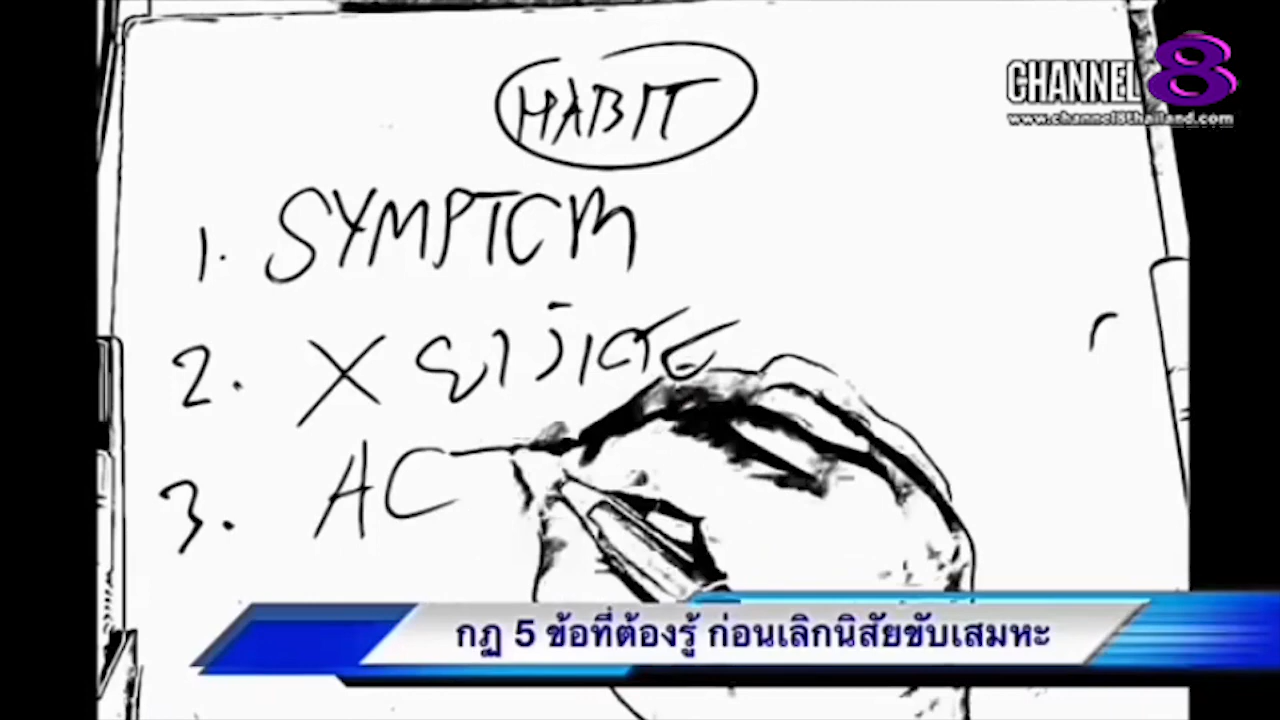 HABIT
CHANNEL 8
www.channel8thailand.com
1. SYMPTOM
2. X
3. AC
กฏ 5 ข้อที่ต้องรู้ ก่อนเลิกนิสัยขับเสมหะ